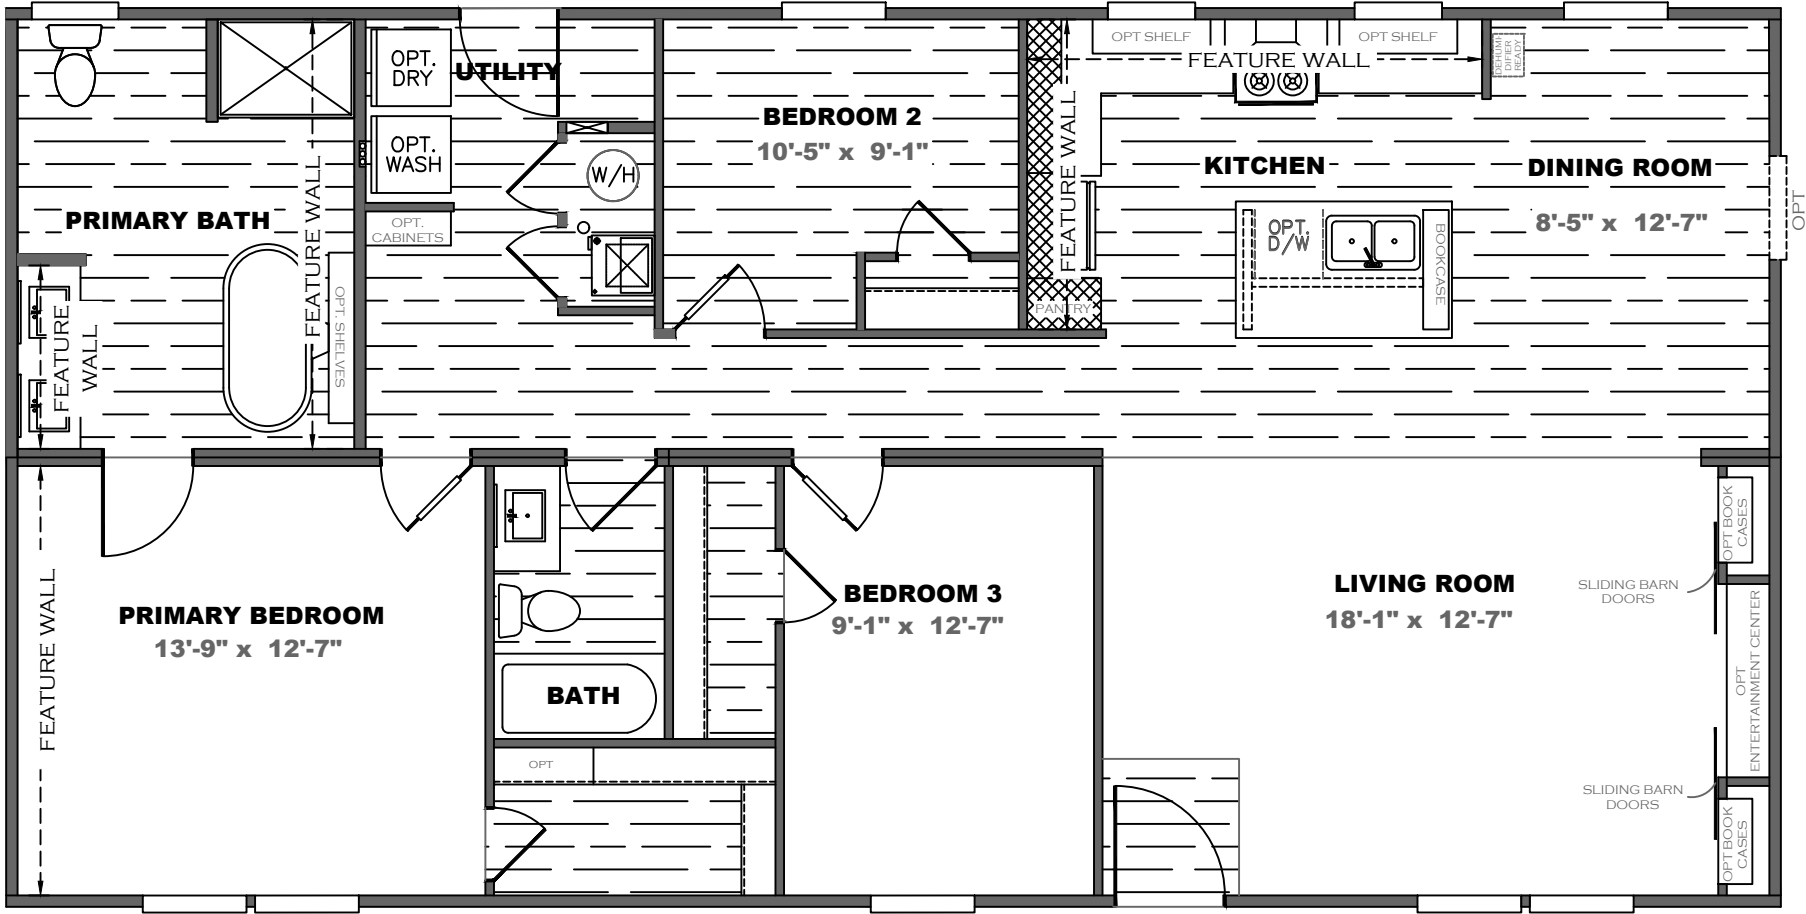 OPT SHELF
OPT SHELF
FEATURE WALL
DEHUMI
DIFIER
READY
OPT.
DRY
UTILITY
OPT.
WASH
W/H
OPT.
CABINETS
PRIMARY BATH
FEATURE WALL
FEATURE
WALL
OPT. SHELVES
BEDROOM 2
10'-5" x 9'-1"
FEATURE WALL
PANTRY
KITCHEN
OPT.
D/W
BOOKCASE
DINING ROOM
8'-5" x 12'-7"
OPT
FEATURE WALL
PRIMARY BEDROOM
13'-9" x 12'-7"
BATH
OPT
BEDROOM 3
9'-1" x 12'-7"
LIVING ROOM
18'-1" x 12'-7"
OPT BOOK
CASES
SLIDING BARN
DOORS
OPT
ENTERTAINMENT CENTER
SLIDING BARN
DOORS
OPT BOOK
CASES